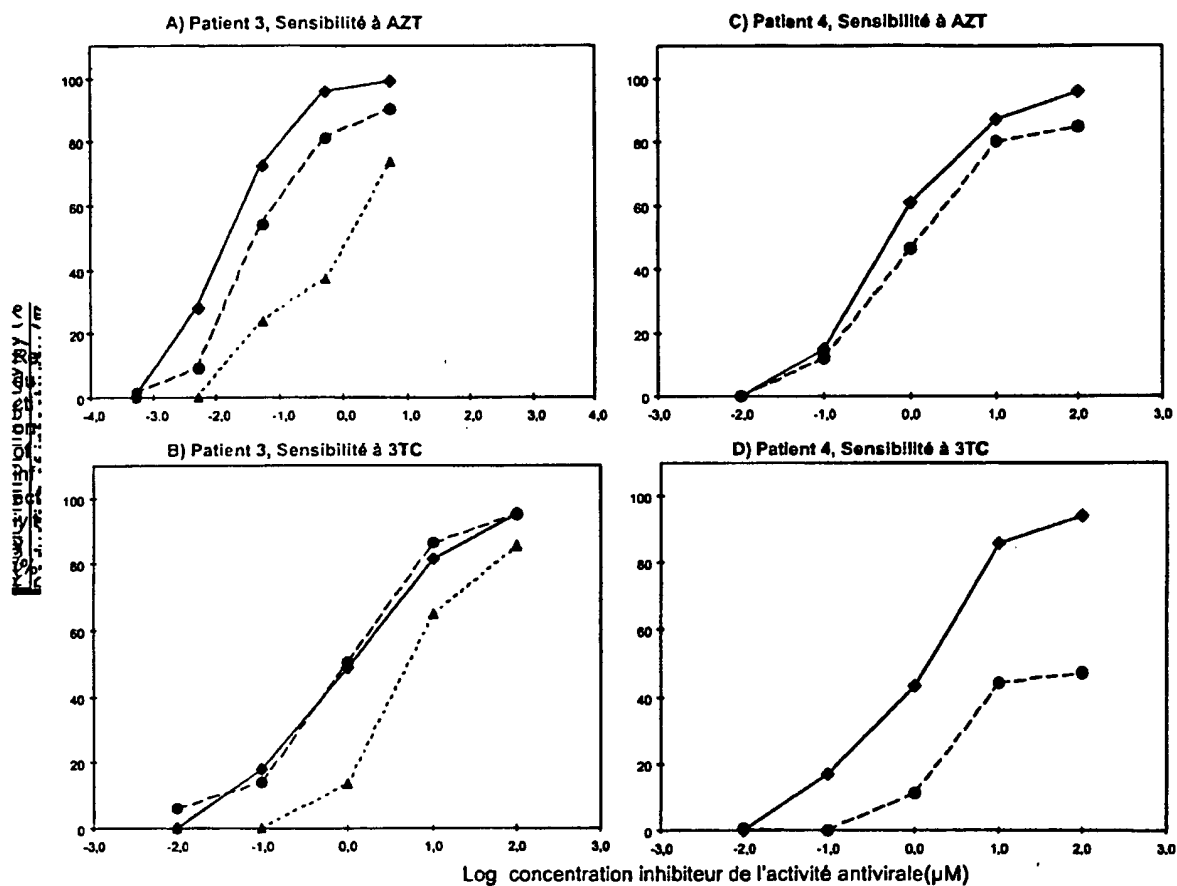 A) Patient 3, Sensibilité à AZT
100
80
60
40
20
0
-4,0 -3.0 -2.0 -1.0 0,0 1,0 2,0 3,0 4,0
C) Patient 4, Sensibilité à AZT
100
80
60
40
20
0
-3.0 -2.0 -1.0 0.0 1.0 2.0 3.0
B) Patient 3, Sensibilité à 3TC
100
80
60
40
20
0
-3,0 -2.0 -1.0 0,0 1,0 2,0 3,0
D) Patient 4, Sensibilité à 3TC
100
80
60
40
20
0
-3,0 -2.0 -1.0 0.0 1,0 2.0 3.0
Log concentration inhibiteur de l'activité antivirale(µM)